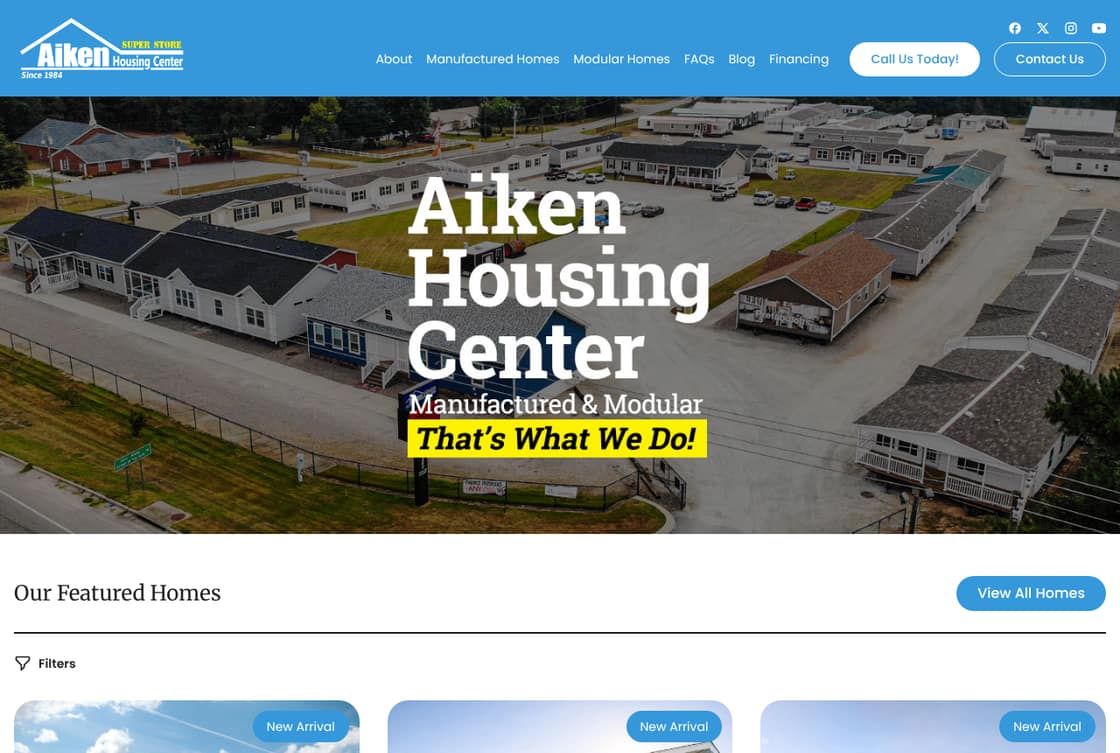 Aiken
SUPER STORE
Housing Center
Since 1984
About
Manufactured Homes
Modular Homes
FAQs
Blog
Financing
Call Us Today!
Contact Us
Aiken
Housing
Center
Manufactured & Modular
That's What We Do!
Our Featured Homes
View All Homes
Filters
New Arrival
New Arrival
New Arrival